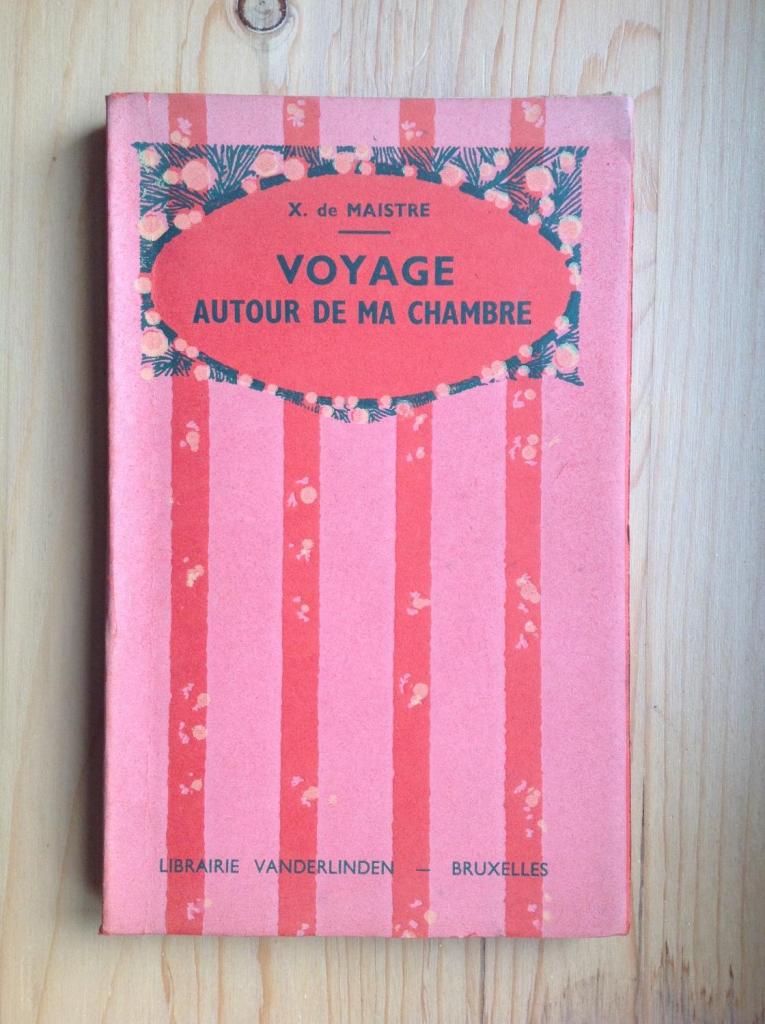 X. de MAISTRE
VOYAGE
AUTOUR DE MA CHAMBRE
LIBRAIRIE VANDERLINDEN — BRUXELLES